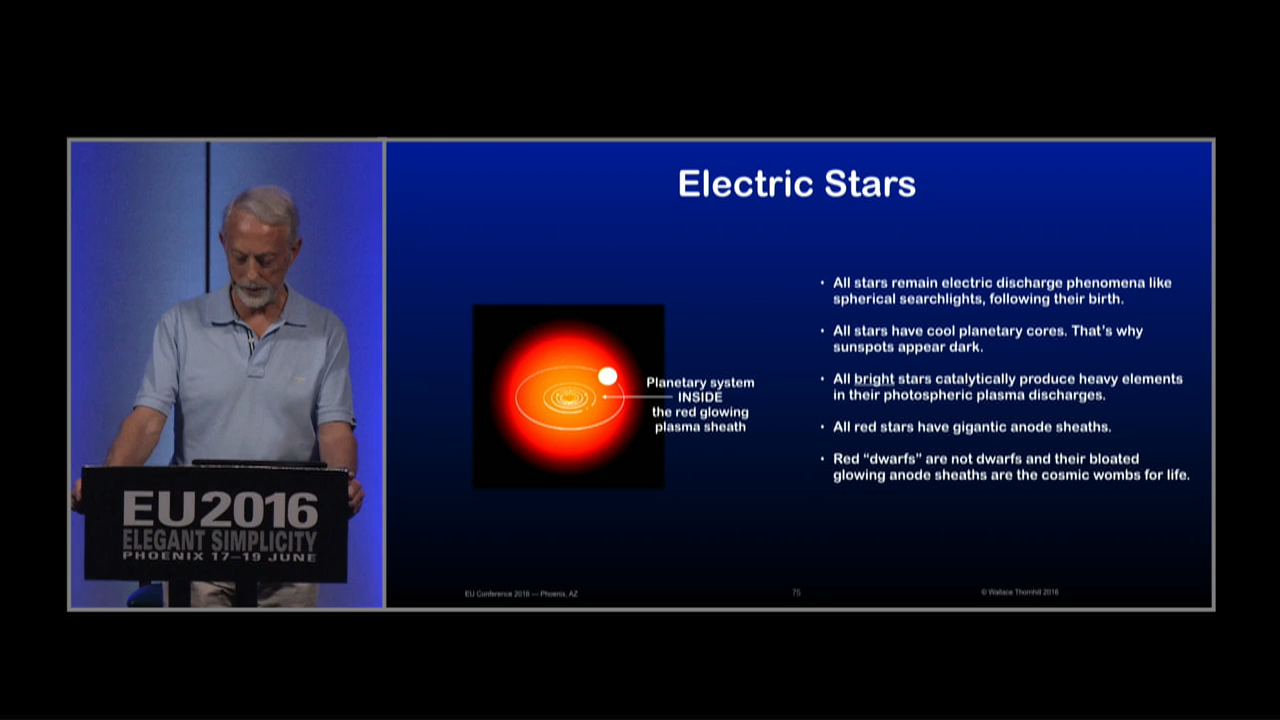 Electric Stars
• All stars remain electric discharge phenomena like
spherical searchlights, following their birth.
• All stars have cool planetary cores. That's why
sunspots appear dark.
• All bright stars catalytically produce heavy elements
in their photospheric plasma discharges.
• All red stars have gigantic anode sheaths.
• Red “dwarfs” are not dwarfs and their bloated
glowing anode sheaths are the cosmic wombs for life.
Planetary system
INSIDE
the red glowing
plasma sheath
EU2016
ELEGANT SIMPLICITY
PHOENIX 17–19 JUNE
EU Conference 2016 — Phoenix, AZ
75
© Wallace Thornhill 2016